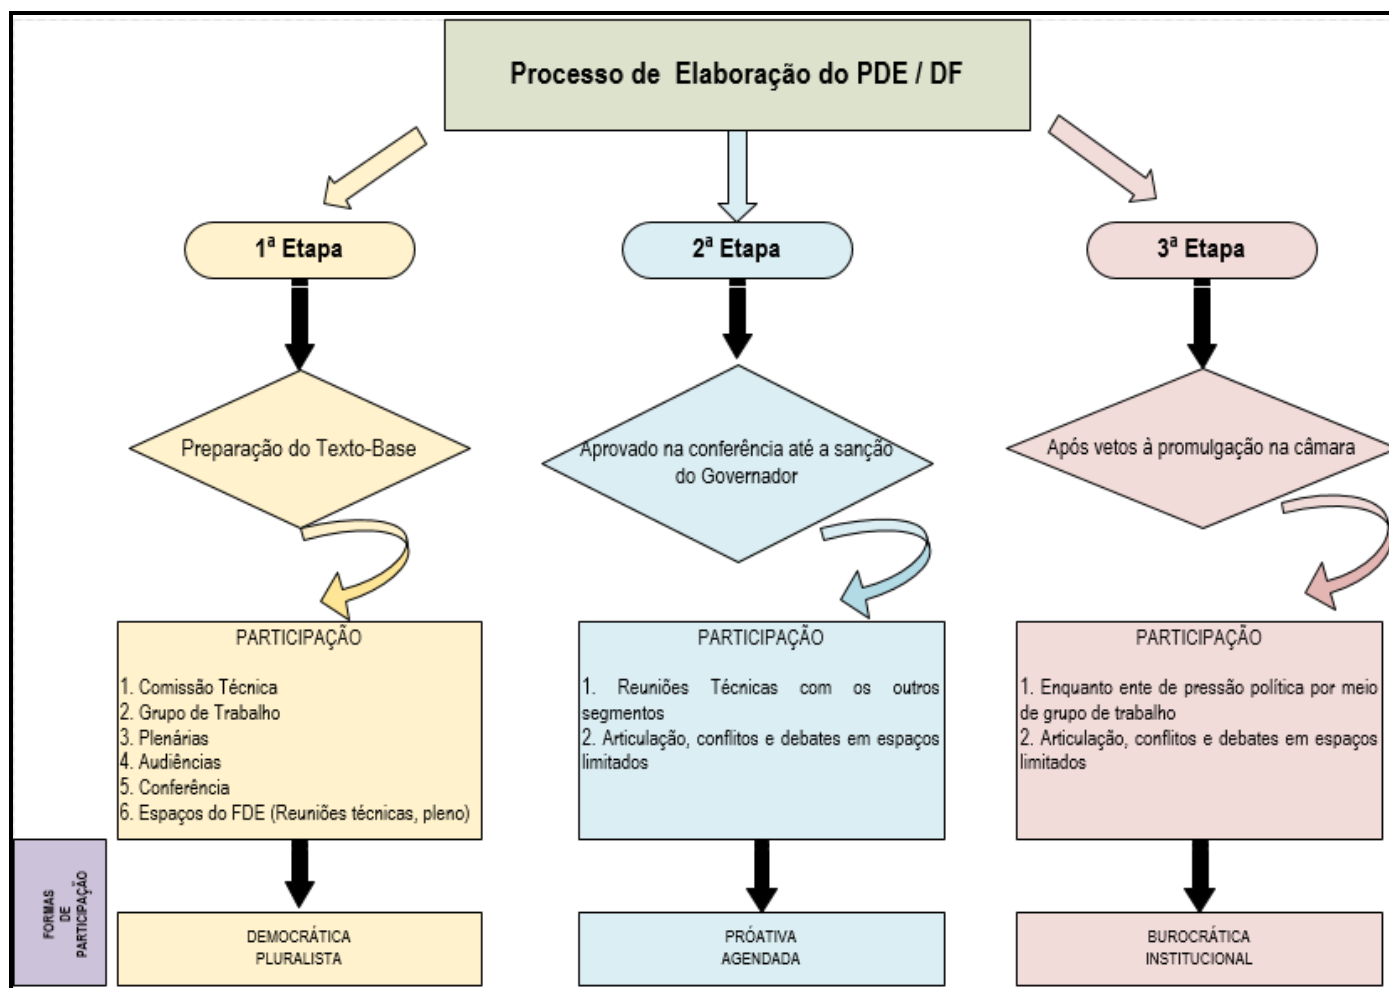 Processo de Elaboração do PDE / DF
1ª Etapa
2ª Etapa
3ª Etapa
Preparação do Texto-Base
Aprovado na conferência até a sanção
do Governador
Após vetos à promulgação na câmara
PARTICIPAÇÃO
1. Comissão Técnica
2. Grupo de Trabalho
3. Plenárias
4. Audiências
5. Conferência
6. Espaços do FDE (Reuniões técnicas, pleno)
PARTICIPAÇÃO
1. Reuniões Técnicas com os outros
segmentos
2. Articulação, conflitos e debates em espaços
limitados
PARTICIPAÇÃO
1. Enquanto ente de pressão política por meio
de grupo de trabalho
2. Articulação, conflitos e debates em espaços
limitados
FORMAS
DE
PARTICIPAÇÃO
DEMOCRÁTICA
PLURALISTA
PRÓATIVA
AGENDADA
BUROCRÁTICA
INSTITUCIONAL